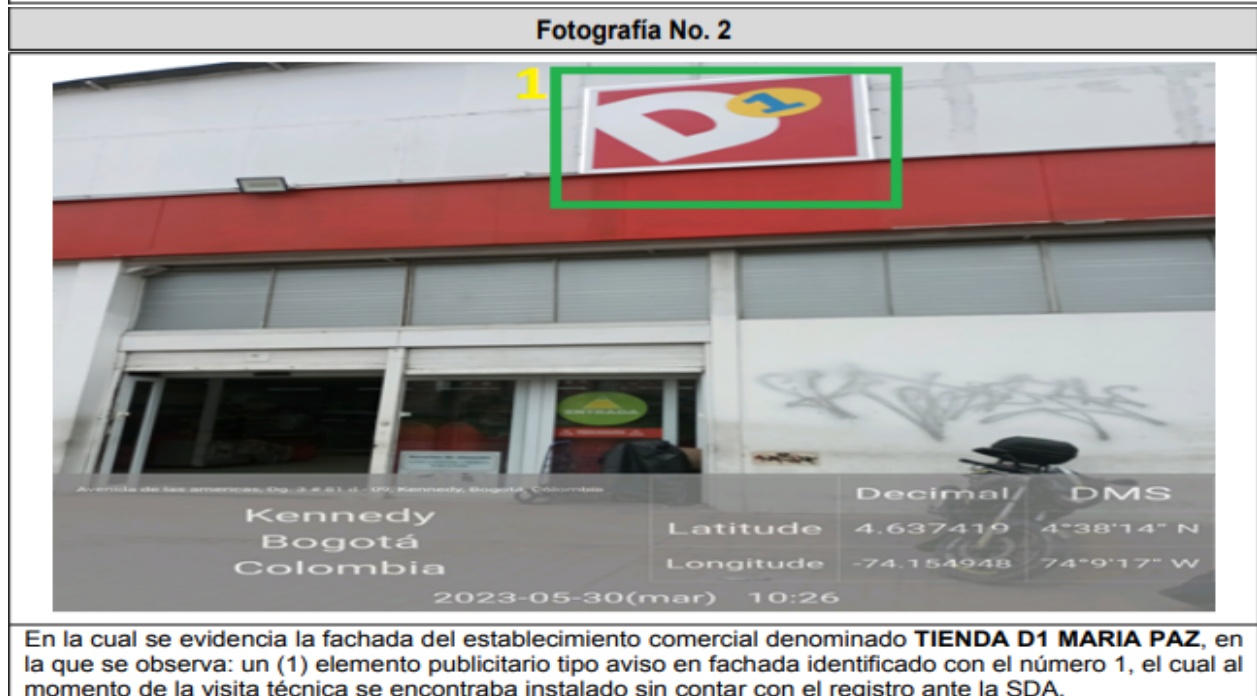 Fotografía No. 2
1
D1
ENTRADA
Avenida de las americas, Dg. 3 # 81 d - 09, Kennedy, Bogotá, Colombia
Kennedy
Bogotá
Colombia
Decimal DMS
Latitude 4.637419 4°38'14" N
Longitude -74.154948 74°9'17" W
2023-05-30(mar) 10:26
En la cual se evidencia la fachada del establecimiento comercial denominado TIENDA D1 MARIA PAZ, en
la que se observa: un (1) elemento publicitario tipo aviso en fachada identificado con el número 1, el cual al
momento de la visita técnica se encontraba instalado sin contar con el registro ante la SDA.